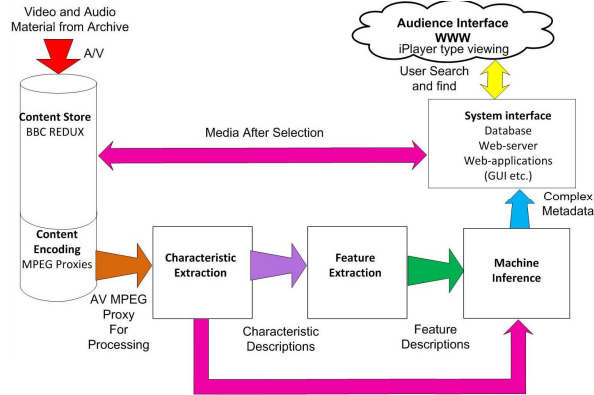 Video and Audio
Material from Archive
A/V
Audience Interface
WWW
iPlayer type viewing
User Search
and find
Content Store
BBC REDUX
Media After Selection
System interface
Database
Web-server
Web-applications
(GUI etc.)
Complex
Metadata
Content
Encoding
MPEG Proxies
Characteristic
Extraction
Feature
Extraction
Machine
Inference
AV MPEG
Proxy
For
Processing
Characteristic
Descriptions
Feature
Descriptions